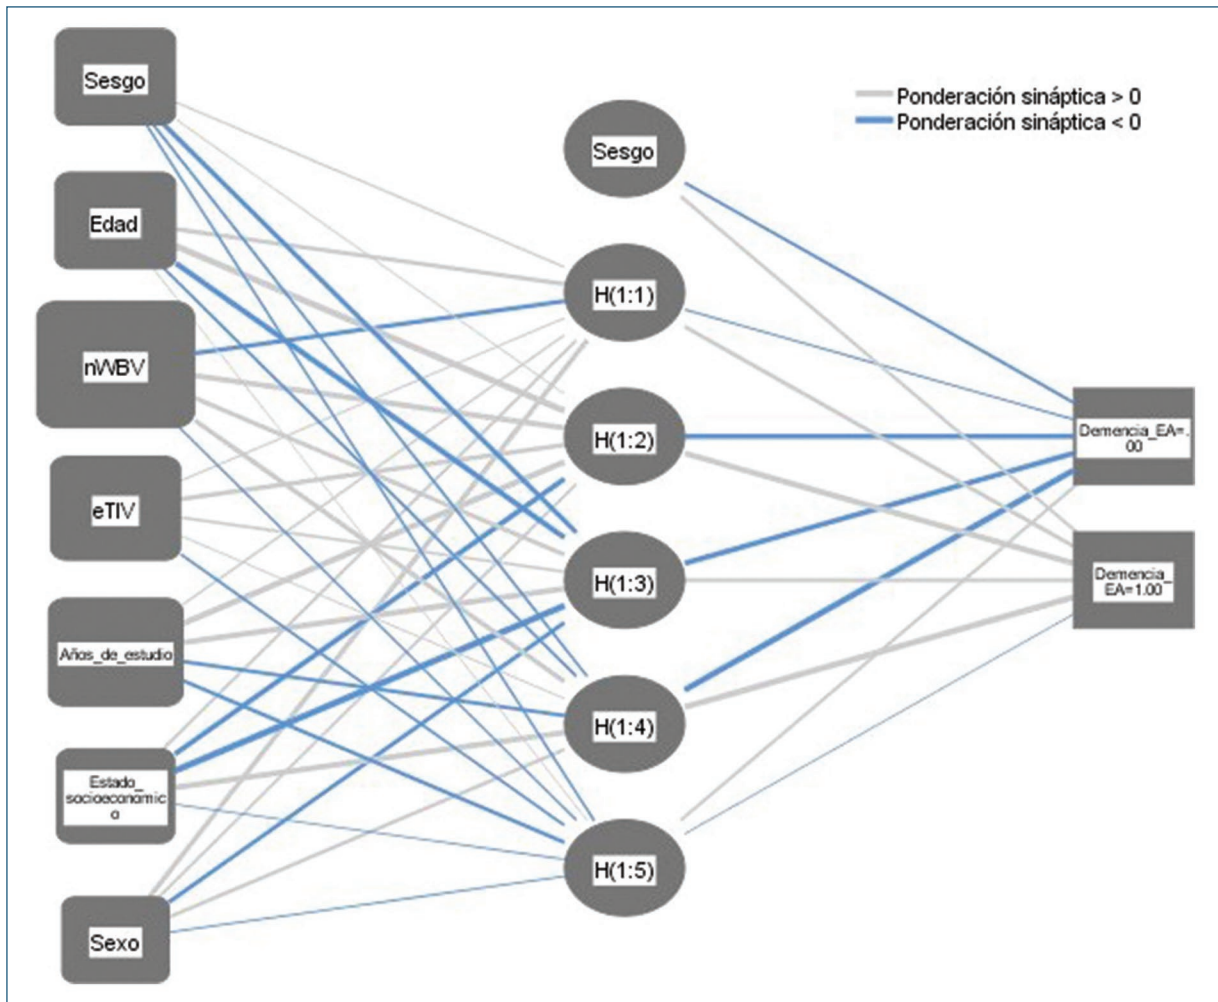 Sesgo
Edad
nWBV
eTIV
Años_de_estudio
Estado_
socioeconómic
o
Sexo
Sesgo
H(1:1)
H(1:2)
H(1:3)
H(1:4)
H(1:5)
Ponderación sináptica > 0
Ponderación sináptica < 0
Demencia_EA=.
00
Demencia_
EA=1.00